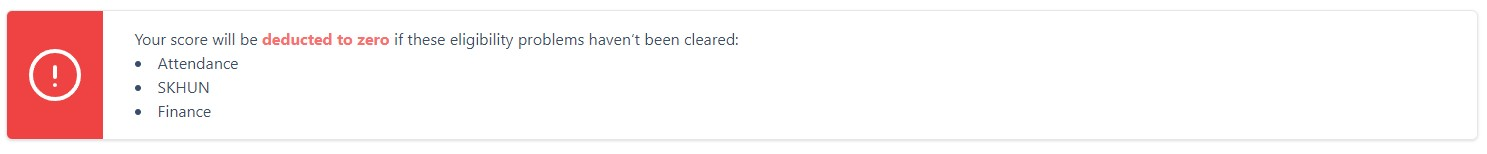 Your score will be deducted to zero if these eligibility problems haven't been cleared:
• Attendance
• SKHUN
• Finance